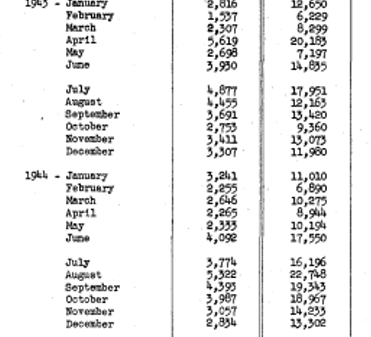 1943 - January 2,816 12,650
February 1,537 6,229
March 2,307 8,299
April 5,619 20,183
May 2,698 7,197
June 3,930 14,835
July 4,877 17,951
August 4,455 12,163
September 3,691 13,420
October 2,753 9,360
November 3,411 13,073
December 3,307 11,980
1944 - January 3,241 11,010
February 2,255 6,890
March 2,646 10,275
April 2,265 8,944
May 2,333 10,194
June 4,092 17,550
July 3,774 16,196
August 5,322 22,748
September 4,393 19,343
October 3,987 18,967
November 3,057 14,233
December 2,834 13,302